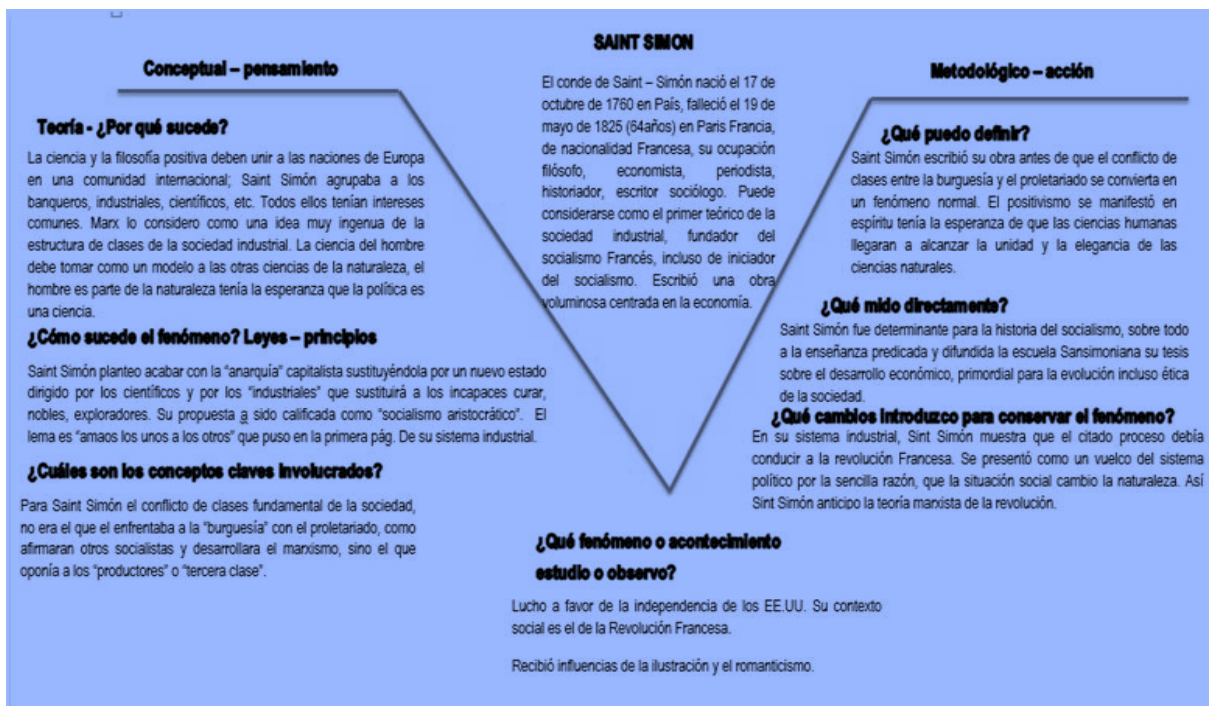 SAINT SIMON
El conde de Saint – Simón nació el 17 de
octubre de 1760 en País, falleció el 19 de
mayo de 1825 (64años) en Paris Francia,
de nacionalidad Francesa, su ocupación
filósofo, economista, periodista,
historiador, escritor sociólogo. Puede
considerarse como el primer teórico de la
sociedad industrial, fundador del
socialismo Francés, incluso de iniciador
del socialismo. Escribió una obra
voluminosa centrada en la economía.
Conceptual – pensamiento
Teoría - ¿Por qué sucede?
La ciencia y la filosofía positiva deben unir a las naciones de Europa
en una comunidad internacional; Saint Simón agrupaba a los
banqueros, industriales, científicos, etc. Todos ellos tenían intereses
comunes. Marx lo considero como una idea muy ingenua de la
estructura de clases de la sociedad industrial. La ciencia del hombre
debe tomar como un modelo a las otras ciencias de la naturaleza, el
hombre es parte de la naturaleza tenía la esperanza que la política es
una ciencia.
¿Cómo sucede el fenómeno? Leyes – principios
Saint Simón planteo acabar con la “anarquía” capitalista sustituyéndola por un nuevo estado
dirigido por los científicos y por los “industriales” que sustituirá a los incapaces curar,
nobles, exploradores. Su propuesta a sido calificada como “socialismo aristocrático”. El
lema es “amaos los unos a los otros” que puso en la primera pág. De su sistema industrial.
¿Cuáles son los conceptos claves involucrados?
Para Saint Simón el conflicto de clases fundamental de la sociedad,
no era el que el enfrentaba a la “burguesía” con el proletariado, como
afirmaran otros socialistas y desarrollara el marxismo, sino el que
oponía a los “productores” o “tercera clase”.
Metodológico – acción
¿Qué puedo definir?
Saint Simón escribió su obra antes de que el conflicto de
clases entre la burguesía y el proletariado se convierta en
un fenómeno normal. El positivismo se manifestó en
espíritu tenía la esperanza de que las ciencias humanas
llegaran a alcanzar la unidad y la elegancia de las
ciencias naturales.
¿Qué mido directamente?
Saint Simón fue determinante para la historia del socialismo, sobre todo
a la enseñanza predicada y difundida la escuela Sansimoniana su tesis
sobre el desarrollo económico, primordial para la evolución incluso ética
de la sociedad.
¿Qué cambios Introduzco para conservar el fenómeno?
En su sistema industrial, Sint Simón muestra que el citado proceso debía
conducir a la revolución Francesa. Se presentó como un vuelco del sistema
político por la sencilla razón, que la situación social cambio la naturaleza. Así
Sint Simón anticipo la teoría marxista de la revolución.
¿Qué fenómeno o acontecimiento
estudio o observo?
Lucho a favor de la independencia de los EE.UU. Su contexto
social es el de la Revolución Francesa.
Recibió influencias de la ilustración y el romanticismo.